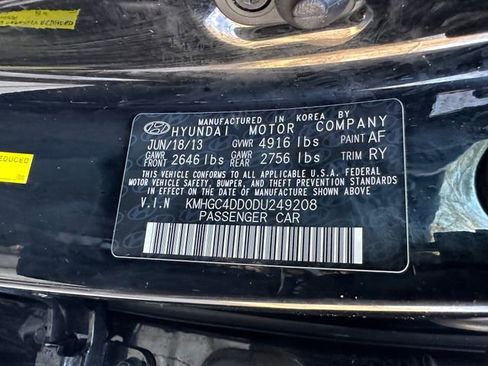 MANUFACTURED IN KOREA BY
HYUNDAI MOTOR COMPANY
JUN/18/13 GVWR 4916 lbs PAINT AF
GAWR FRONT 2646 lbs GAWR REAR 2756 lbs TRIM RY
THIS VEHICLE CONFORMS TO ALL APPLICABLE U.S.A. FEDERAL
MOTOR VEHICLE SAFETY, BUMPER, AND THEFT PREVENTION
STANDARDS IN EFFECT ON THE DATE OF MANUFACTURE
SHOWN ABOVE.
V.I.N KMHGC4DD0DU249208
PASSENGER CAR